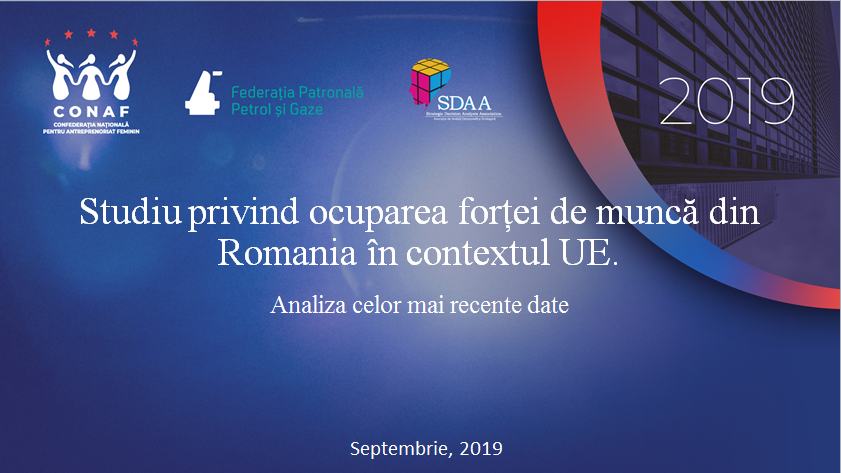 CONAF
CONFEDERAȚIA NAȚIONALĂ
PENTRU ANTREPRENORIAT FEMININ
Federația Patronală
Petrol și Gaze
SDAA
Strategic Decision Analysis Association
2019
Studiu privind ocuparea forței de muncă din
Romania în contextul UE.
Analiza celor mai recente date
Septembrie, 2019